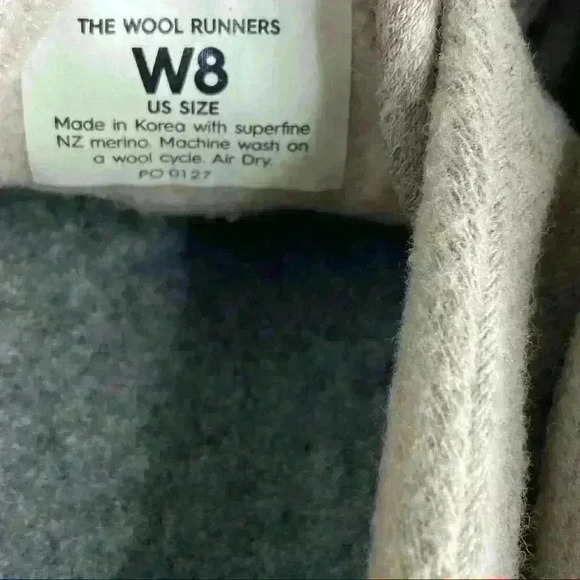 THE WOOL RUNNERS
W8
US SIZE
Made in Korea with superfine
NZ merino. Machine wash on
a wool cycle. Air Dry.
PO 0127